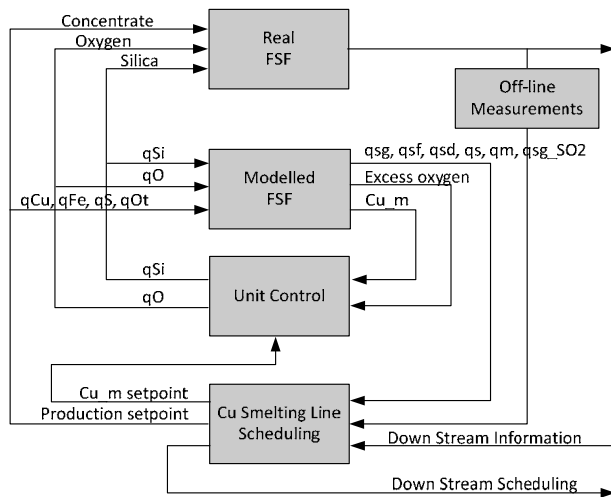 Concentrate
Oxygen
Silica
Real
FSF
Off-line
Measurements
qSi
qO
qCu, qFe, qS, qOt
Modelled
FSF
qsg, qsf, qsd, qs, qm, qsg_SO2
Excess oxygen
Cu_m
qSi
qO
Unit Control
Cu_m setpoint
Production setpoint
Cu Smelting Line
Scheduling
Down Stream Information
Down Stream Scheduling